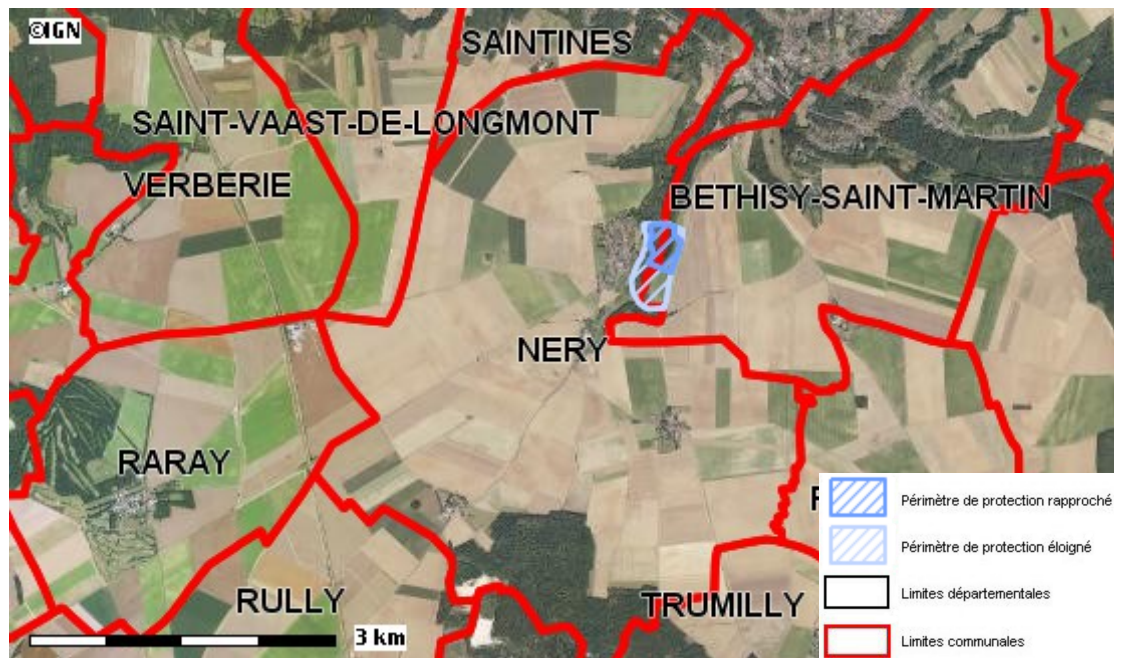 ©IGN
SAINTINES
SAINT-VAAST-DE-LONGMONT
VERBERIE
BETHISY-SAINT-MARTIN
NERY
RARAY
RULLY
TRUMILLY
3 km
Périmètre de protection rapproché
Périmètre de protection éloigné
Limites départementales
Limites communales